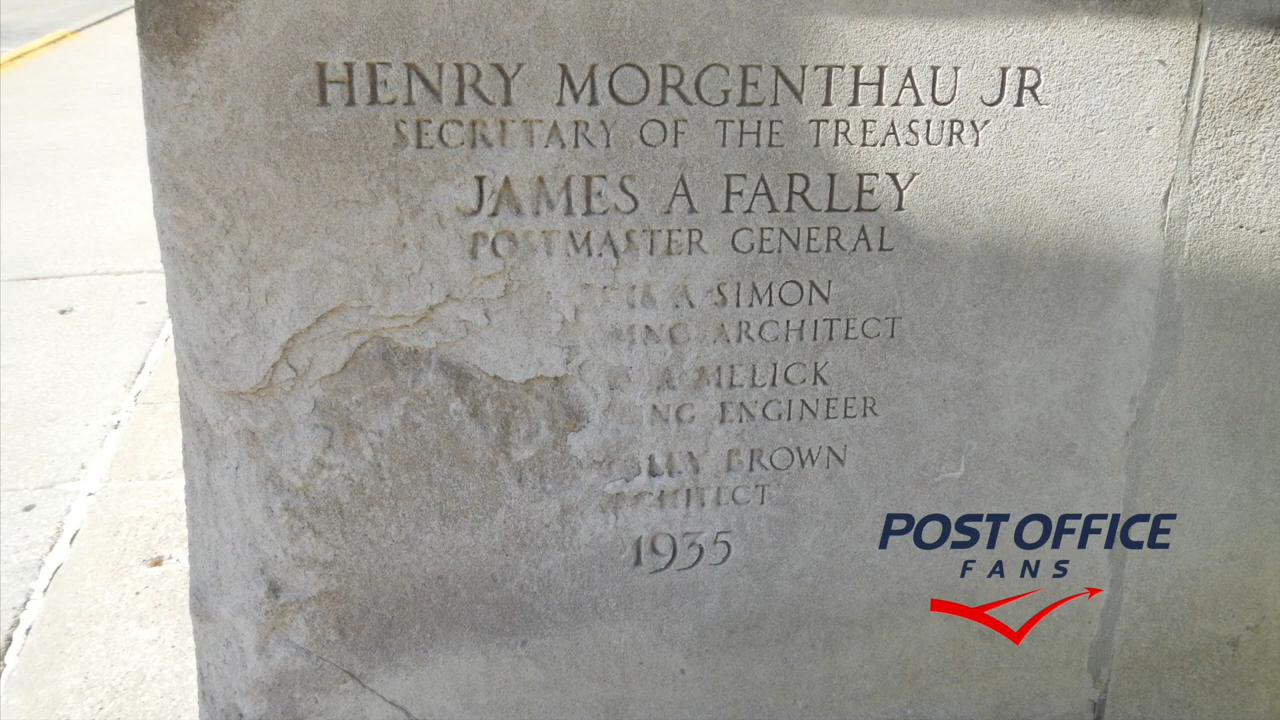 HENRY MORGENTHAU JR
SECRETARY OF THE TREASURY
JAMES A FARLEY
POSTMASTER GENERAL
A SIMON
ARCHITECT
A MELICK
ENGINEER
BROWN
ARCHITECT
1935
POST OFFICE
FANS